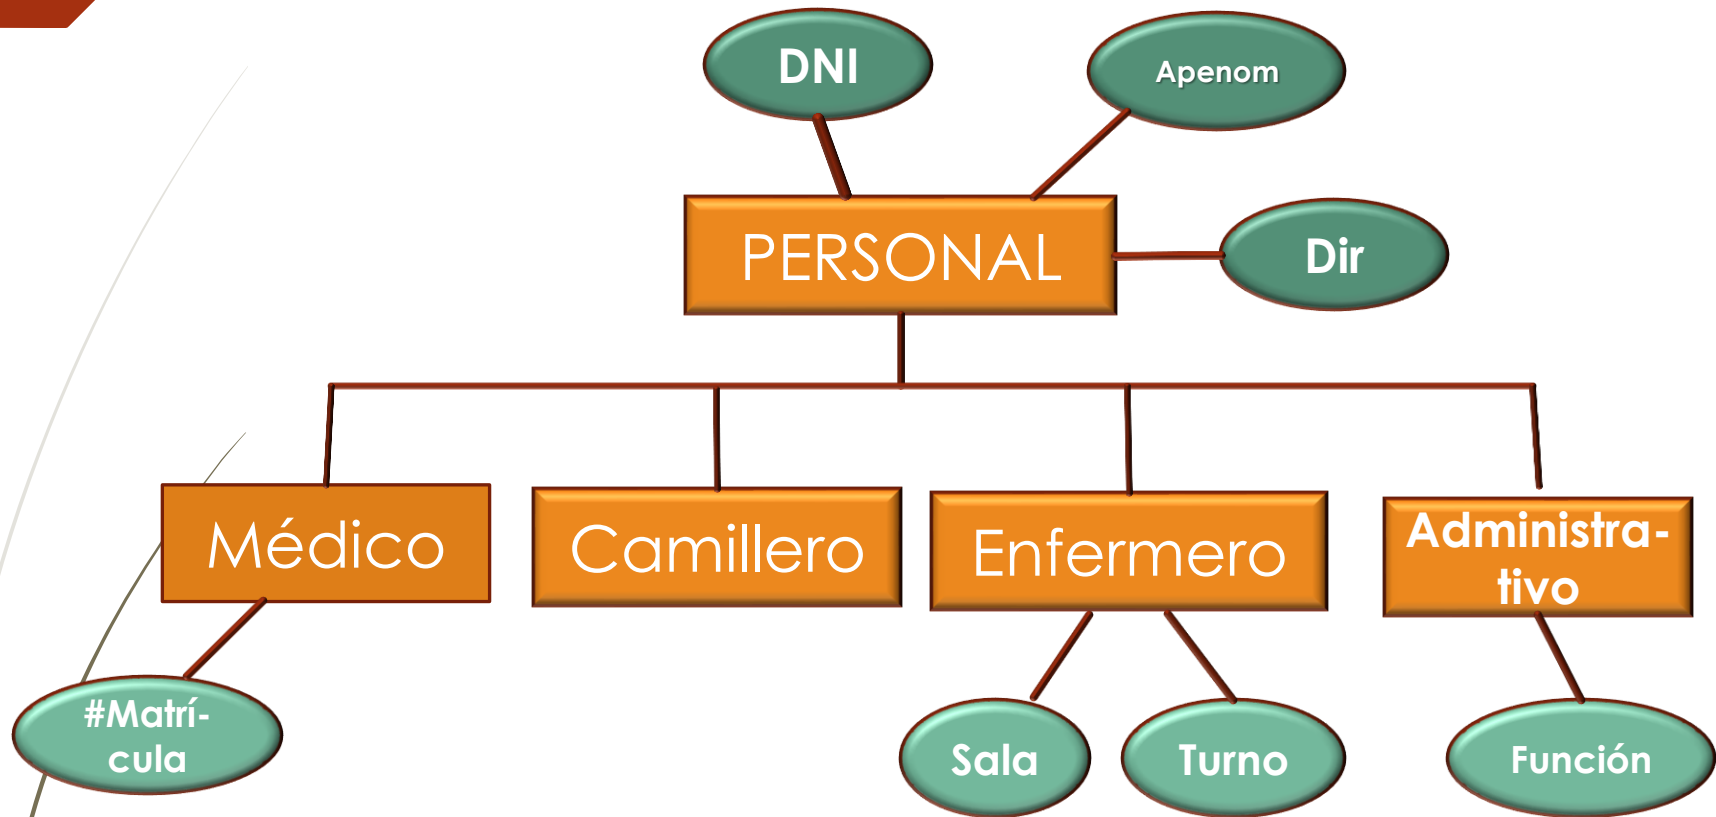 DNI
Apenom
PERSONAL
Dir
Médico
Camillero
Enfermero
Administra-
tivo
#Matrí-
cula
Sala
Turno
Función